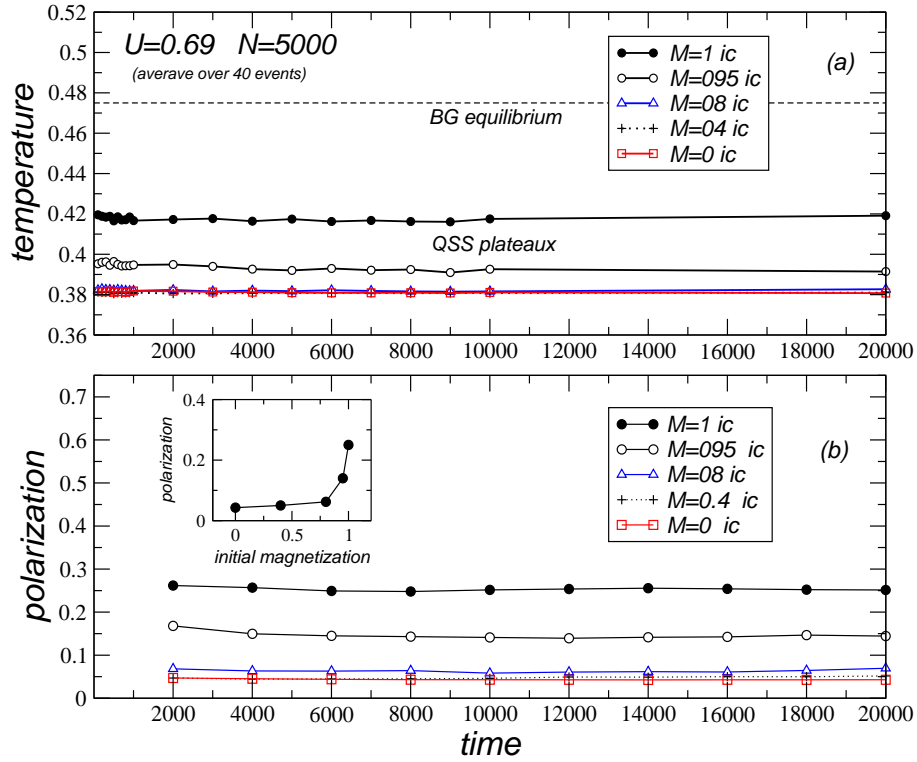 0.52
0.5
0.48
0.46
0.44
0.42
0.4
0.38
0.36
temperature
U=0.69 N=5000
(averave over 40 events)
M=1 ic
M=095 ic
M=08 ic
M=04 ic
M=0 ic
(a)
BG equilibrium
QSS plateaux
2000 4000 6000 8000 10000 12000 14000 16000 18000 20000
0.7
0.6
0.5
0.4
0.3
0.2
0.1
0
polarization
0.4
0.2
0
polarization
0 0.5 1
initial magnetization
M=1 ic
M=095 ic
M=08 ic
M=0.4 ic
M=0 ic
(b)
2000 4000 6000 8000 10000 12000 14000 16000 18000 20000
time